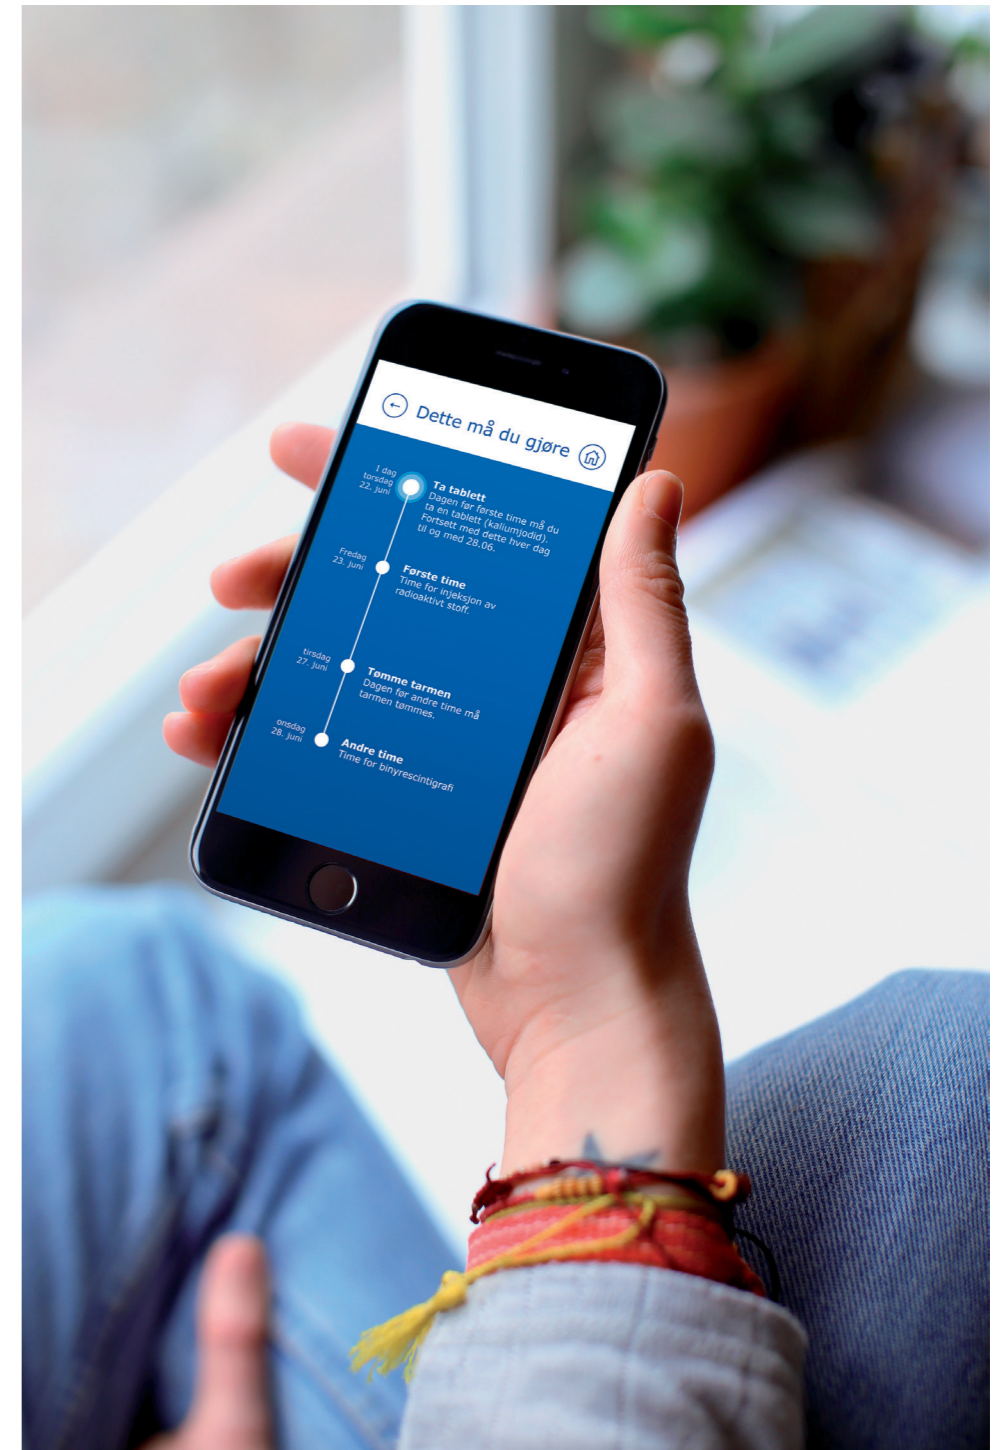 Dette må du gjøre
I dag
torsdag
22. juni
Ta tablett
Dagen før første time må du
ta en tablett (kaliumjodid).
Fortsett med dette hver dag
til og med 28.06.
Fredag
23. juni
Første time
Time for injeksjon av
radioaktivt stoff.
tirsdag
27. juni
Tømme tarmen
Dagen før andre time må
tarmen tømmes.
onsdag
28. juni
Andre time
Time for binyrescintigrafi